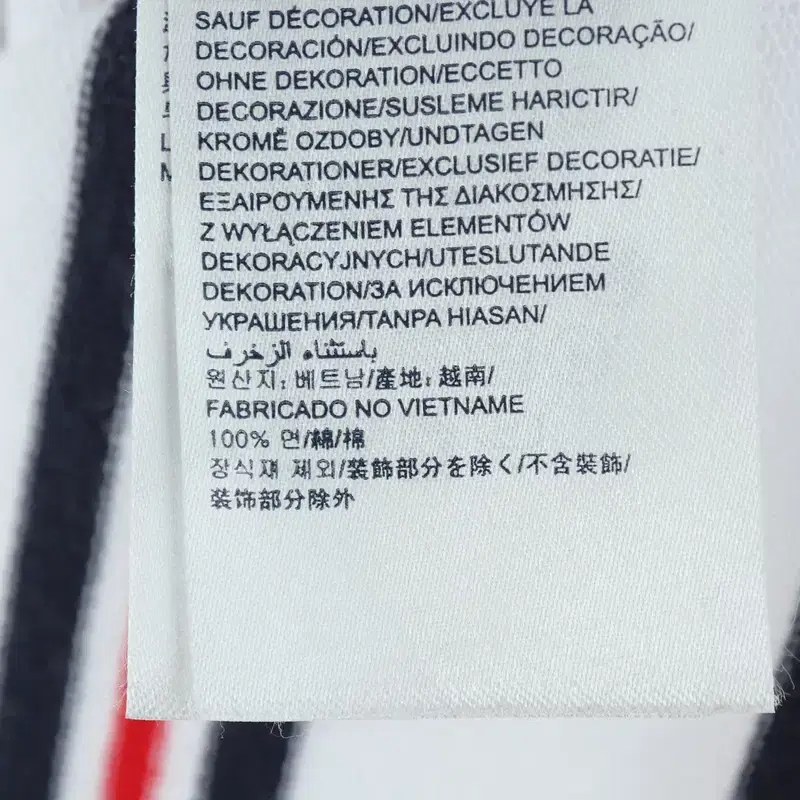 SAUF DÉCORATION/EXCLUYE LA
DECORACIÓN/EXCLUINDO DECORAÇÃO/
OHNE DEKORATION/ECCETTO
DECORAZIONE/SUSLEME HARICTIR/
KROMĚ OZDOBY/UNDTAGEN
DEKORATIONER/EXCLUSIEF DECORATIE/
ΕΞΑΙΡΟΥΜΕΝΗΣ ΤΗΣ ΔΙΑΚΟΣΜΗΣΗΣ/
Z WYŁĄCZENIEM ELEMENTÓW
DEKORACYJNYCH/UTESLUTANDE
DEKORATION/ЗА ИСКЛЮЧЕНИЕМ
УКРАШЕНИЯ/TANPA HIASAN/
باستثناء الزخرف
원산지: 베트남/產地: 越南/
FABRICADO NO VIETNAME
100% 면/綿/棉
장식재 제외/装飾部分を除く/不含裝飾/
装饰部分除外